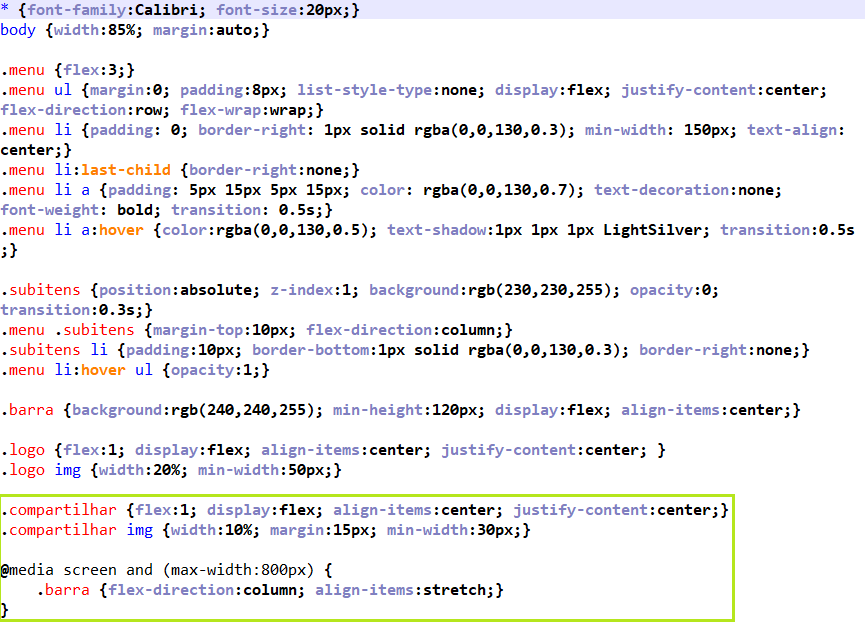 * {font-family:Calibri; font-size:20px;}
body {width:85%; margin:auto;}
.menu {flex:3;}
.menu ul {margin:0; padding:8px; list-style-type:none; display:flex; justify-content:center;
flex-direction:row; flex-wrap:wrap;}
.menu li {padding: 0; border-right: 1px solid rgba(0,0,130,0.3); min-width: 150px; text-align:
center;}
.menu li:last-child {border-right:none;}
.menu li a {padding: 5px 15px 5px 15px; color: rgba(0,0,130,0.7); text-decoration:none;
font-weight: bold; transition: 0.5s;}
.menu li a:hover {color:rgba(0,0,130,0.5); text-shadow:1px 1px 1px LightSilver; transition:0.5s
;}
.subitens {position:absolute; z-index:1; background:rgb(230,230,255); opacity:0;
transition:0.3s;}
.menu .subitens {margin-top:10px; flex-direction:column;}
.subitens li {padding:10px; border-bottom:1px solid rgba(0,0,130,0.3); border-right:none;}
.menu li:hover ul {opacity:1;}
.barra {background:rgb(240,240,255); min-height:120px; display:flex; align-items:center;}
.logo {flex:1; display:flex; align-items:center; justify-content:center; }
.logo img {width:20%; min-width:50px;}
.compartilhar {flex:1; display:flex; align-items:center; justify-content:center;}
.compartilhar img {width:10%; margin:15px; min-width:30px;}
@media screen and (max-width:800px) {
.barra {flex-direction:column; align-items:stretch;}
}